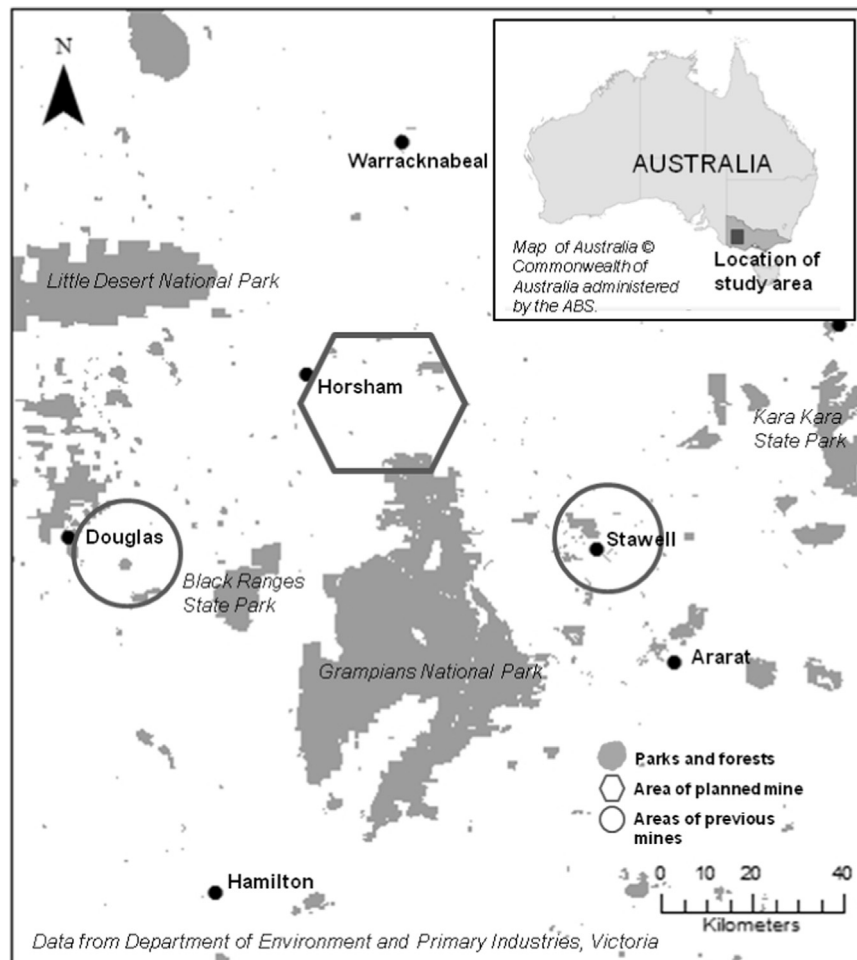 N
Warracknabeal
AUSTRALIA
Map of Australia ©
Commonwealth of
Australia administered
by the ABS.
Location of
study area
Little Desert National Park
Horsham
Kara Kara
State Park
Douglas
Stawell
Black Ranges
State Park
Grampians National Park
Ararat
Parks and forests
Area of planned mine
Areas of previous
mines
Hamilton
0 10 20 40
Kilometers
Data from Department of Environment and Primary Industries, Victoria